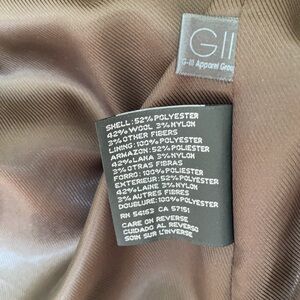 GIII
G-III Apparel Group
SHELL: 52% POLYESTER
42% WOOL 3% NYLON
3% OTHER FIBERS
LINING: 100% POLYESTER
ARMAZON: 52% POLIESTER
42% LANA 3% NYLON
3% OTRAS FIBRAS
FORRO: 100% POLIESTER
EXTERIEUR: 52% POLYESTER
42% LAINE 3% NYLON
3% AUTRES FIBRES
DOUBLURE: 100% POLYESTER
RN 56153 CA 57151
CARE ON REVERSE
CUIDADO AL REVERSO
SOIN SUR L'INVERSE